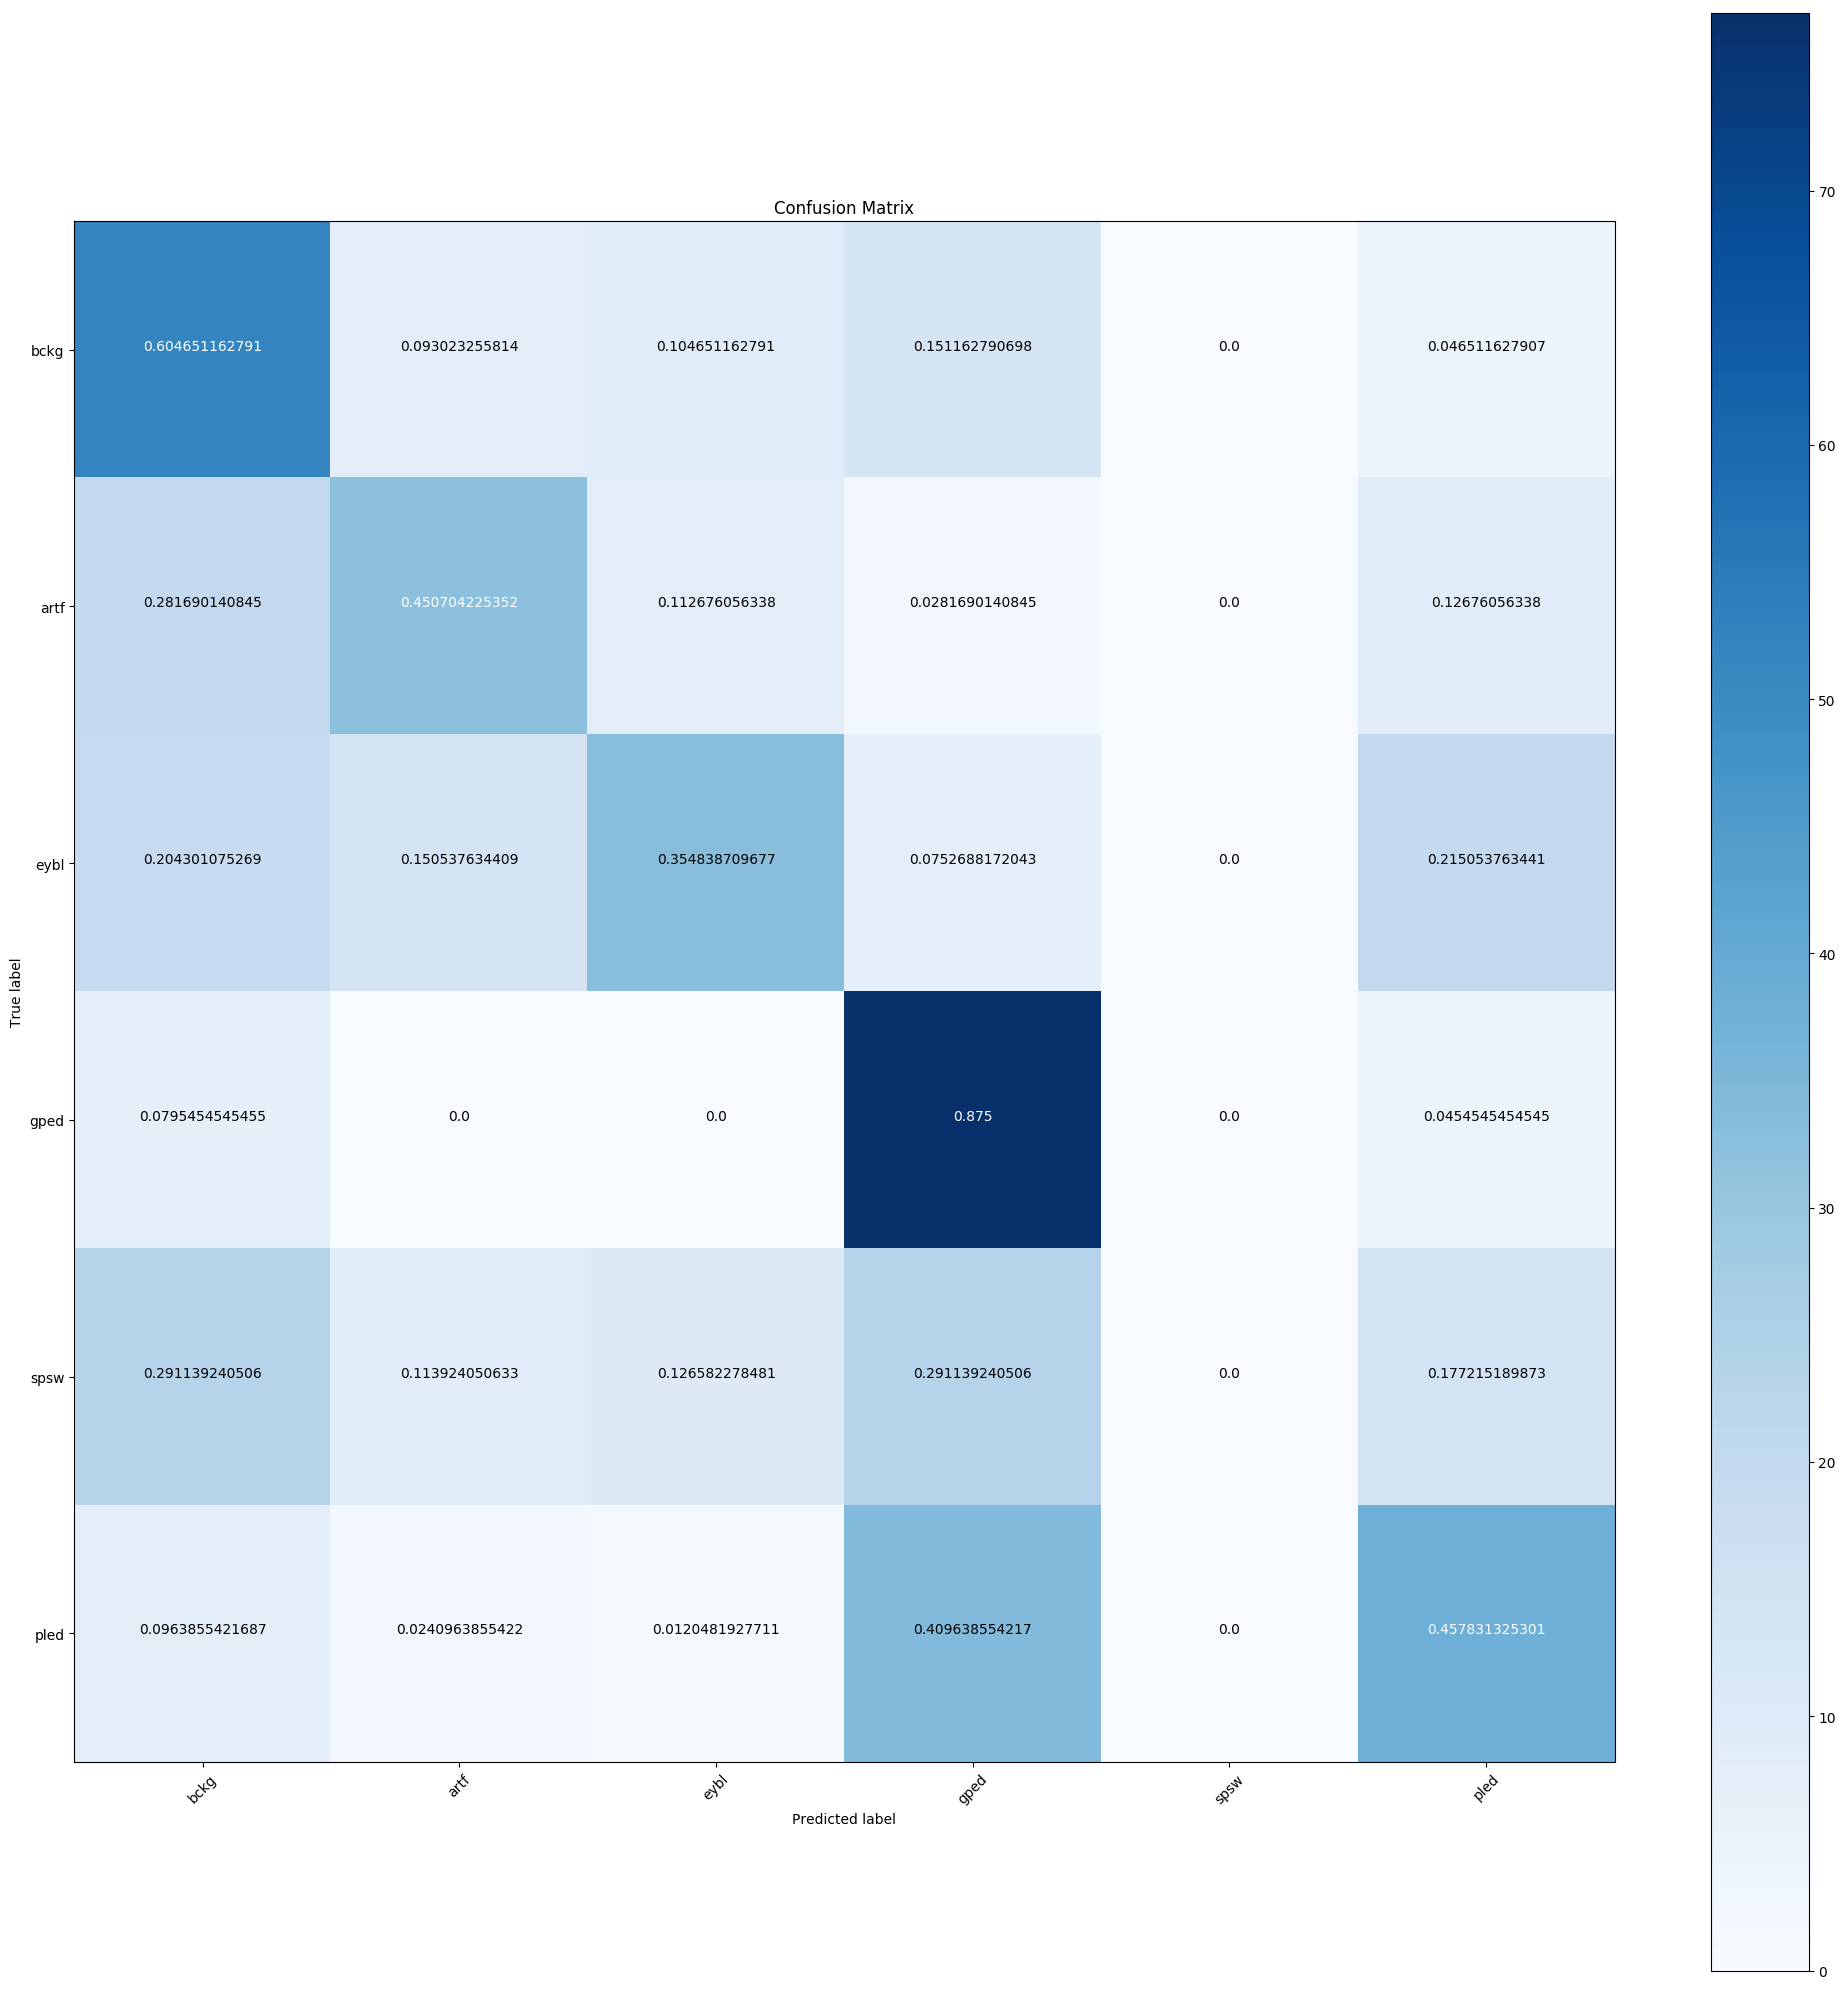 Confusion Matrix
bckg 0.604651162791 0.093023255814 0.104651162791 0.151162790698 0.0 0.046511627907
artf 0.281690140845 0.450704225352 0.112676056338 0.0281690140845 0.0 0.12676056338
eybl 0.204301075269 0.150537634409 0.354838709677 0.0752688172043 0.0 0.215053763441
True label
gped 0.0795454545455 0.0 0.0 0.875 0.0 0.0454545454545
spsw 0.291139240506 0.113924050633 0.126582278481 0.291139240506 0.0 0.177215189873
pled 0.0963855421687 0.0240963855422 0.0120481927711 0.409638554217 0.0 0.457831325301
bckg artf eybl gped spsw pled
Predicted label
70
60
50
40
30
20
10
0